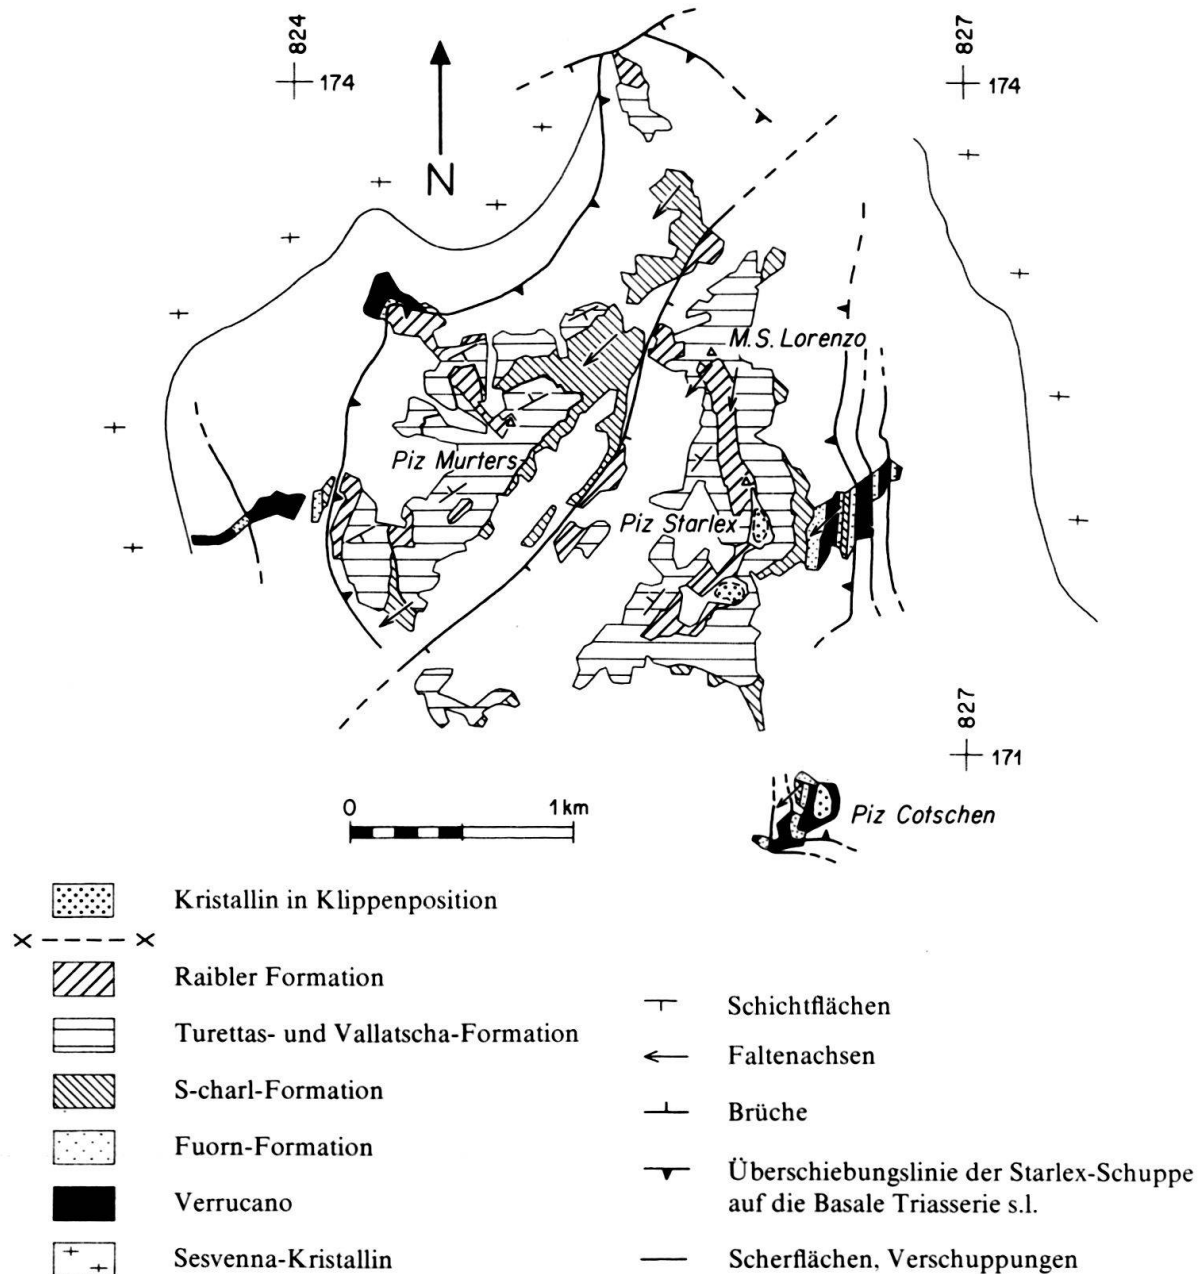 824
827
174
174
N
M.S. Lorenzo
Piz Murters
Piz Starlex
827
171
0 1km
Piz Cotschen
Kristallin in Klippenposition
X X
Raibler Formation
Turettas- und Vallatscha-Formation
S-charl-Formation
Fuorn-Formation
Verrucano
Sesvenna-Kristallin
Schichtflächen
Faltenachsen
Brüche
Überschiebungslinie der Starlex-Schuppe
auf die Basale Triasserie s.l.
Scherflächen, Verschuppungen